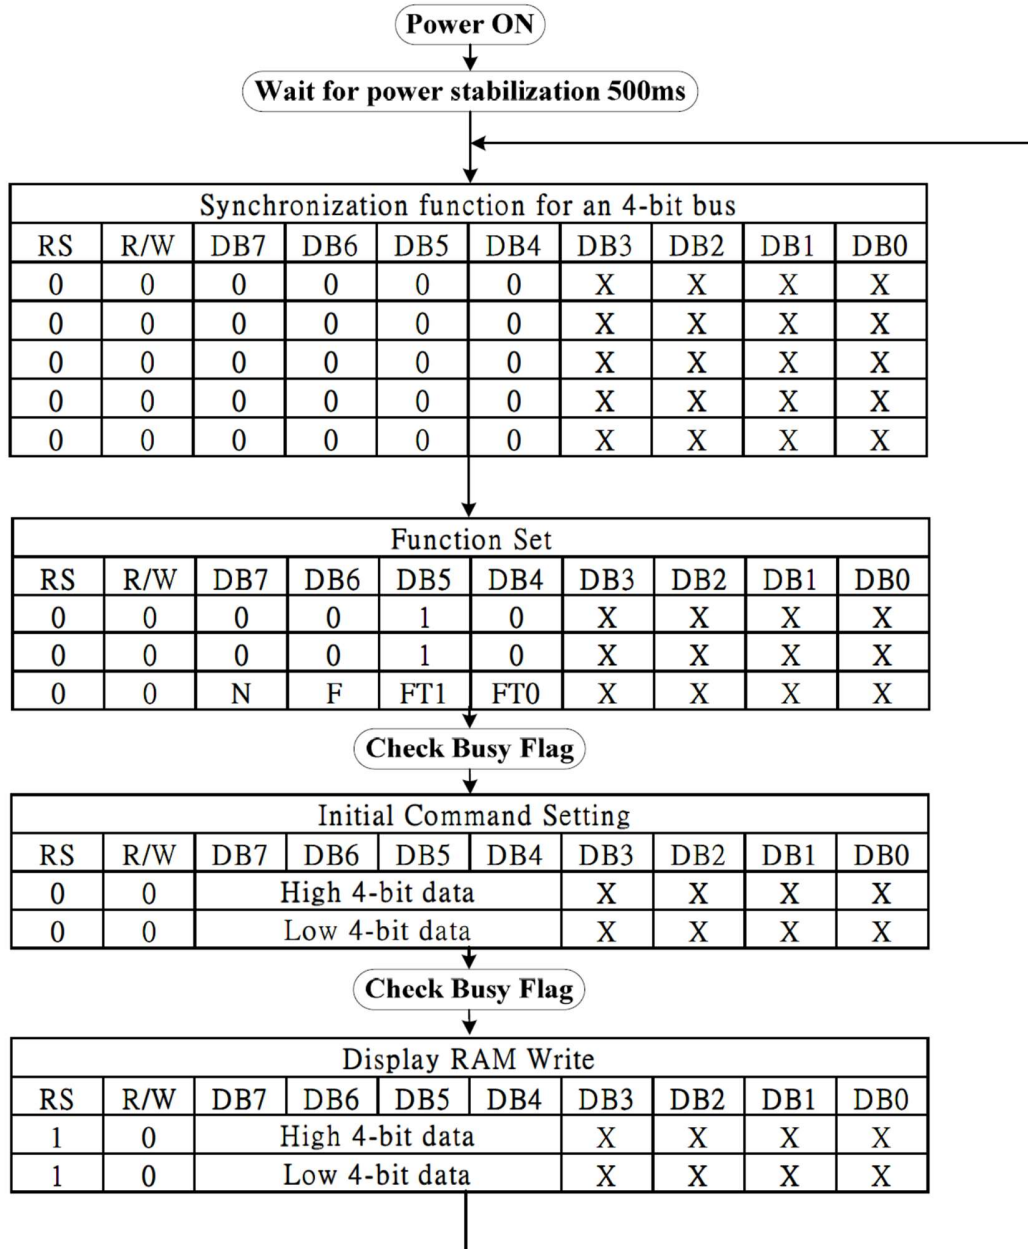 Power ON
Wait for power stabilization 500ms
Synchronization function for an 4-bit bus
RS R/W DB7 DB6 DB5 DB4 DB3 DB2 DB1 DB0
0 0 0 0 0 0 X X X X
0 0 0 0 0 0 X X X X
0 0 0 0 0 0 X X X X
0 0 0 0 0 0 X X X X
0 0 0 0 0 0 X X X X
Function Set
RS R/W DB7 DB6 DB5 DB4 DB3 DB2 DB1 DB0
0 0 0 0 1 0 X X X X
0 0 0 0 1 0 X X X X
0 0 N F FT1 FT0 X X X X
Check Busy Flag
Initial Command Setting
RS R/W DB7 DB6 DB5 DB4 DB3 DB2 DB1 DB0
0 0 High 4-bit data X X X X
0 0 Low 4-bit data X X X X
Check Busy Flag
Display RAM Write
RS R/W DB7 DB6 DB5 DB4 DB3 DB2 DB1 DB0
1 0 High 4-bit data X X X X
1 0 Low 4-bit data X X X X